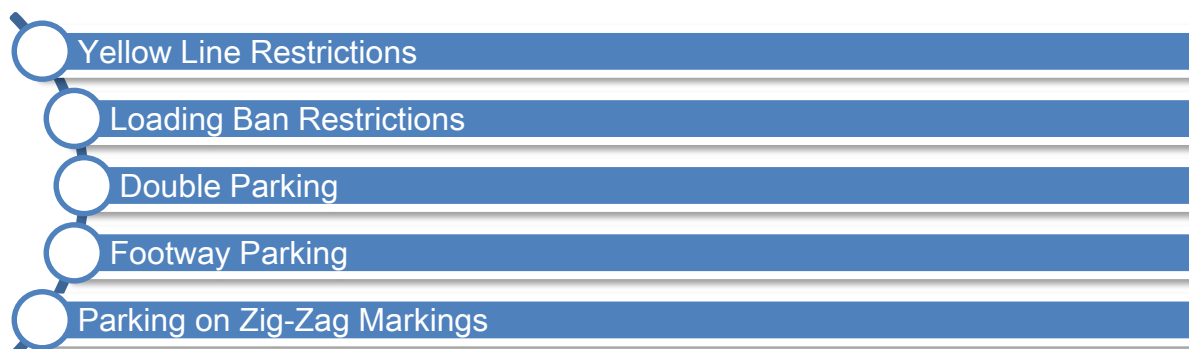 Yellow Line Restrictions
Loading Ban Restrictions
Double Parking
Footway Parking
Parking on Zig-Zag Markings